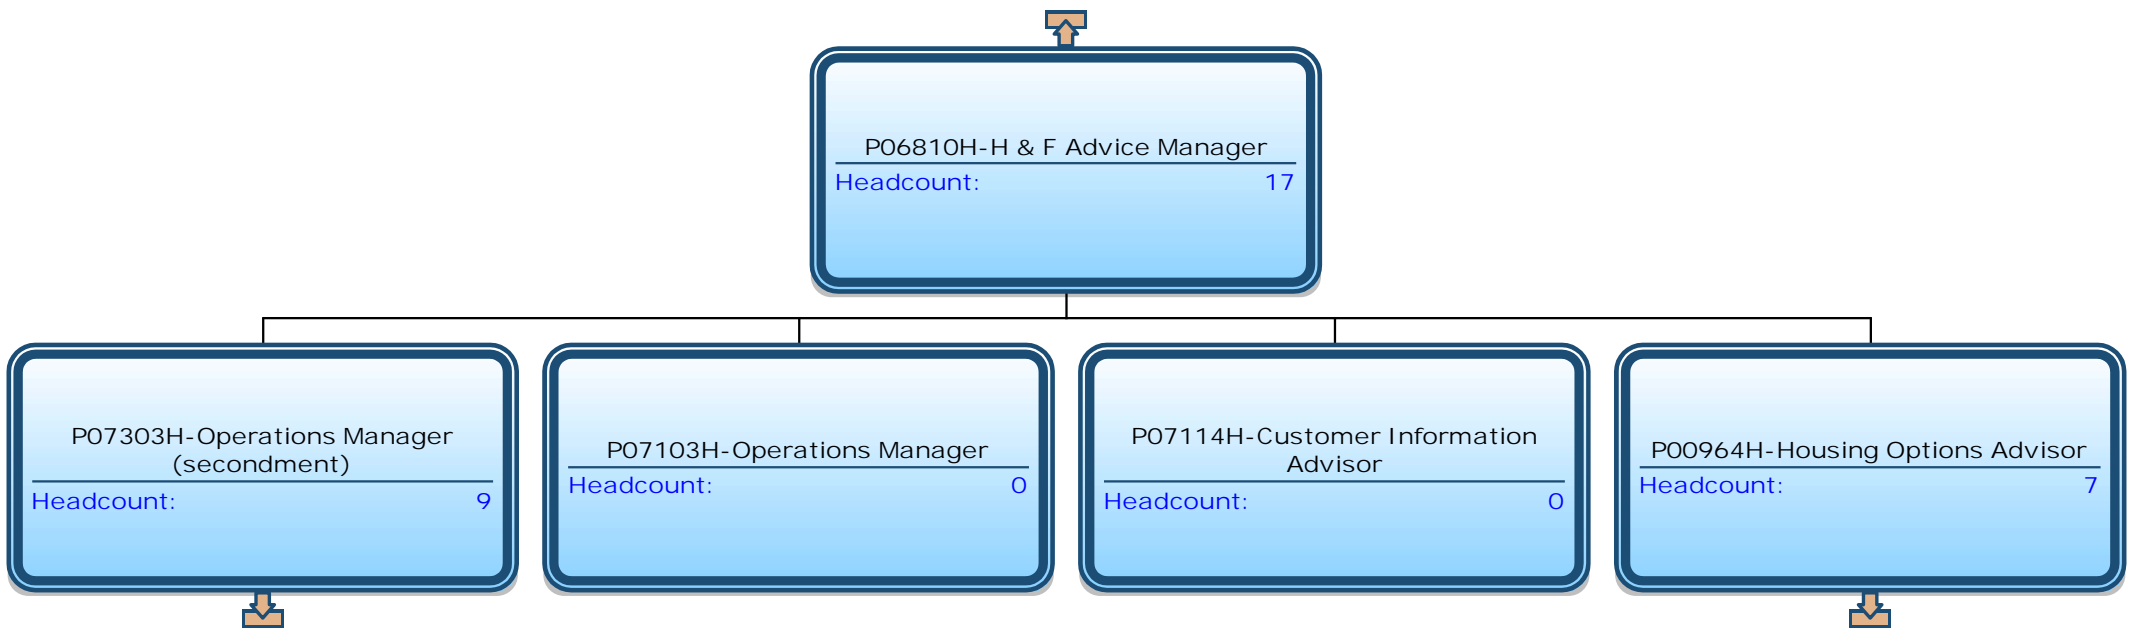 P06810H-H & F Advice Manager
Headcount: 17
P07303H-Operations Manager
(secondment)
Headcount: 9
P07103H-Operations Manager
Headcount: 0
P07114H-Customer Information
Advisor
Headcount: 0
P00964H-Housing Options Advisor
Headcount: 7